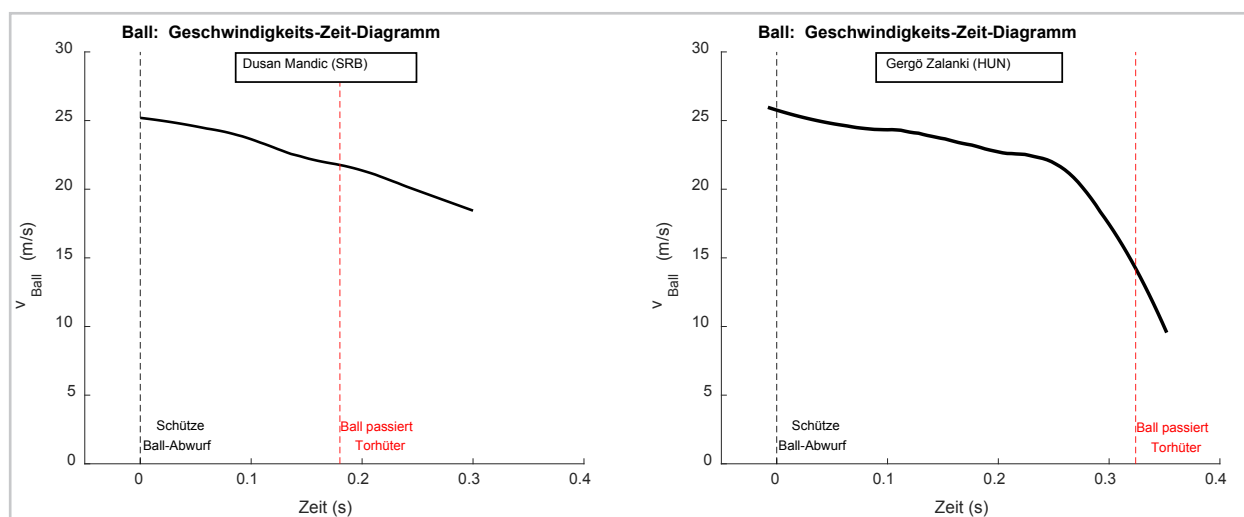 Ball: Geschwindigkeits-Zeit-Diagramm
Dusan Mandic (SRB)
30
25
20
15
10
5
0
v Ball (m/s)
Schütze
Ball-Abwurf
Ball passiert
Torhüter
0
0.1
0.2
0.3
0.4
Zeit (s)
Ball: Geschwindigkeits-Zeit-Diagramm
Gergö Zalanki (HUN)
30
25
20
15
10
5
0
v Ball (m/s)
Schütze
Ball-Abwurf
Ball passiert
Torhüter
0
0.1
0.2
0.3
0.4
Zeit (s)